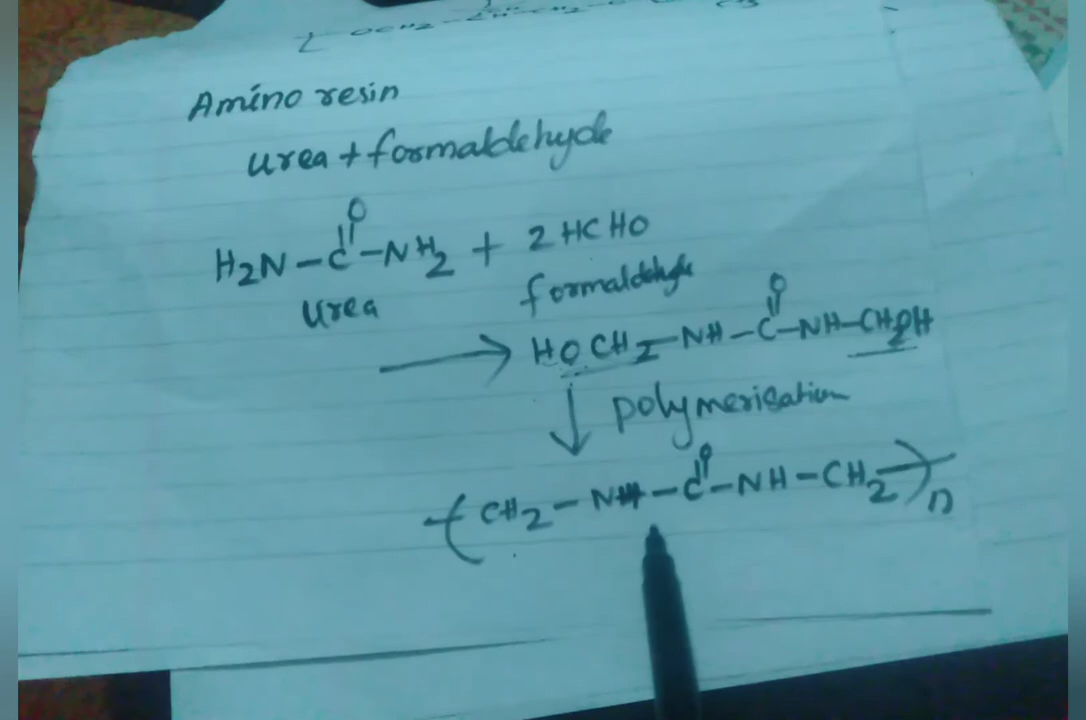 Amino resin
urea + formaldehyde
O
H2N - C - NH2 + 2 HCHO
urea formaldehyde
O
→ HOCH2 - NH - C - NH - CH2OH
↓ polymerisation
O
( CH2 - NH - C - NH - CH2 )n